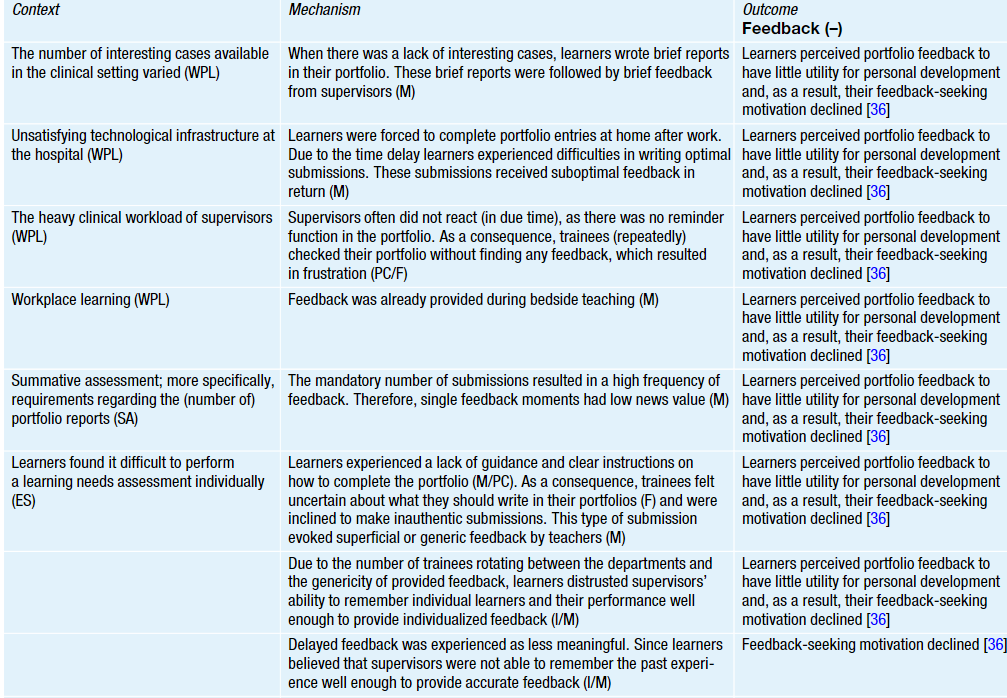 Context
Mechanism
Outcome
Feedback (–)
The number of interesting cases available
in the clinical setting varied (WPL)
When there was a lack of interesting cases, learners wrote brief reports
in their portfolio. These brief reports were followed by brief feedback
from supervisors (M)
Learners perceived portfolio feedback to
have little utility for personal development
and, as a result, their feedback-seeking
motivation declined [36]
Unsatisfying technological infrastructure at
the hospital (WPL)
Learners were forced to complete portfolio entries at home after work.
Due to the time delay learners experienced difficulties in writing optimal
submissions. These submissions received suboptimal feedback in
return (M)
Learners perceived portfolio feedback to
have little utility for personal development
and, as a result, their feedback-seeking
motivation declined [36]
The heavy clinical workload of supervisors
(WPL)
Supervisors often did not react (in due time), as there was no reminder
function in the portfolio. As a consequence, trainees (repeatedly)
checked their portfolio without finding any feedback, which resulted
in frustration (PC/F)
Learners perceived portfolio feedback to
have little utility for personal development
and, as a result, their feedback-seeking
motivation declined [36]
Workplace learning (WPL)
Feedback was already provided during bedside teaching (M)
Learners perceived portfolio feedback to
have little utility for personal development
and, as a result, their feedback-seeking
motivation declined [36]
Summative assessment; more specifically,
requirements regarding the (number of)
portfolio reports (SA)
The mandatory number of submissions resulted in a high frequency of
feedback. Therefore, single feedback moments had low news value (M)
Learners perceived portfolio feedback to
have little utility for personal development
and, as a result, their feedback-seeking
motivation declined [36]
Learners found it difficult to perform
a learning needs assessment individually
(ES)
Learners experienced a lack of guidance and clear instructions on
how to complete the portfolio (M/PC). As a consequence, trainees felt
uncertain about what they should write in their portfolios (F) and were
inclined to make inauthentic submissions. This type of submission
evoked superficial or generic feedback by teachers (M)
Learners perceived portfolio feedback to
have little utility for personal development
and, as a result, their feedback-seeking
motivation declined [36]
Due to the number of trainees rotating between the departments and
the genericity of provided feedback, learners distrusted supervisors'
ability to remember individual learners and their performance well
enough to provide individualized feedback (I/M)
Learners perceived portfolio feedback to
have little utility for personal development
and, as a result, their feedback-seeking
motivation declined [36]
Delayed feedback was experienced as less meaningful. Since learners
believed that supervisors were not able to remember the past experi-
ence well enough to provide accurate feedback (I/M)
Feedback-seeking motivation declined [36]